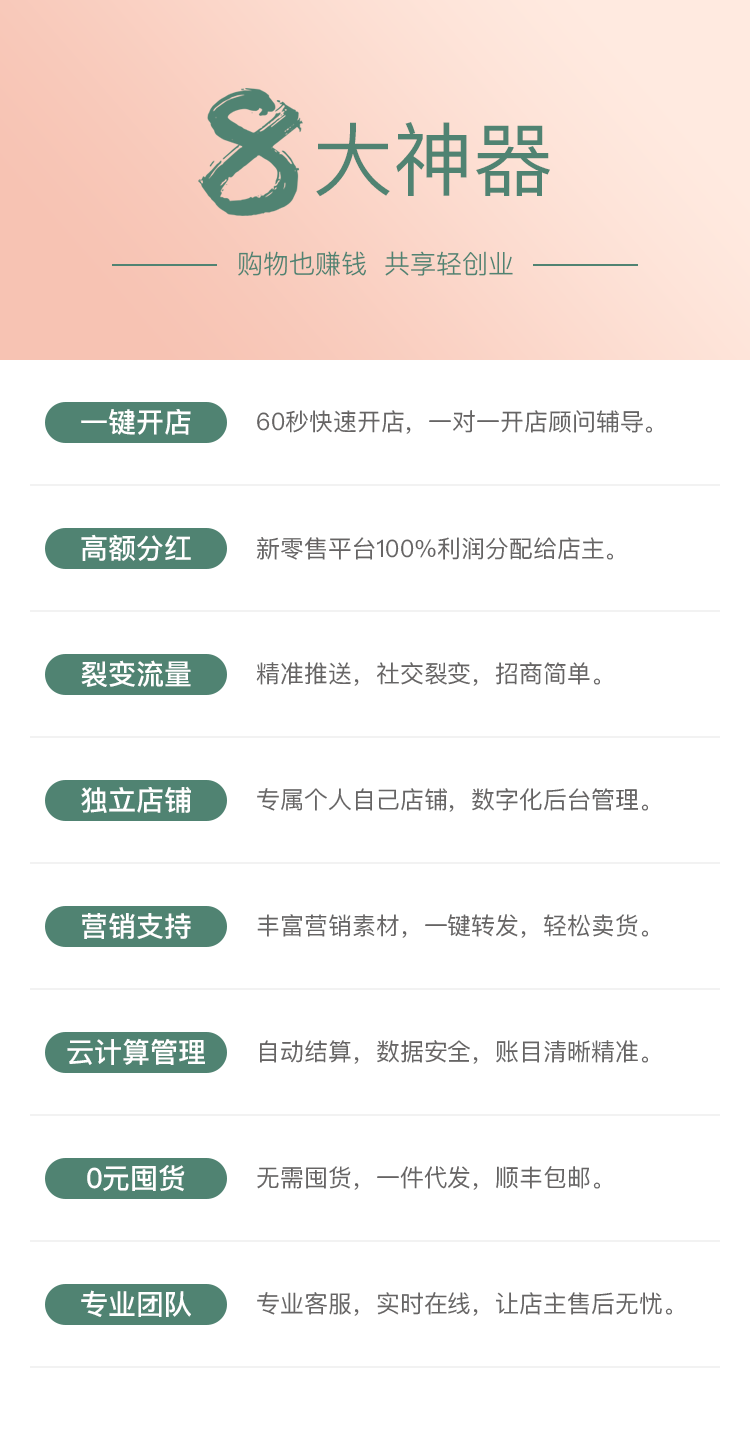 8大神器
购物也赚钱 共享轻创业
一键开店 60秒快速开店，一对一开店顾问辅导。
高额分红 新零售平台100%利润分配给店主。
裂变流量 精准推送，社交裂变，招商简单。
独立店铺 专属个人自己店铺，数字化后台管理。
营销支持 丰富营销素材，一键转发，轻松卖货。
云计算管理 自动结算，数据安全，账目清晰精准。
0元囤货 无需囤货，一件代发，顺丰包邮。
专业团队 专业客服，实时在线，让店主售后无忧。